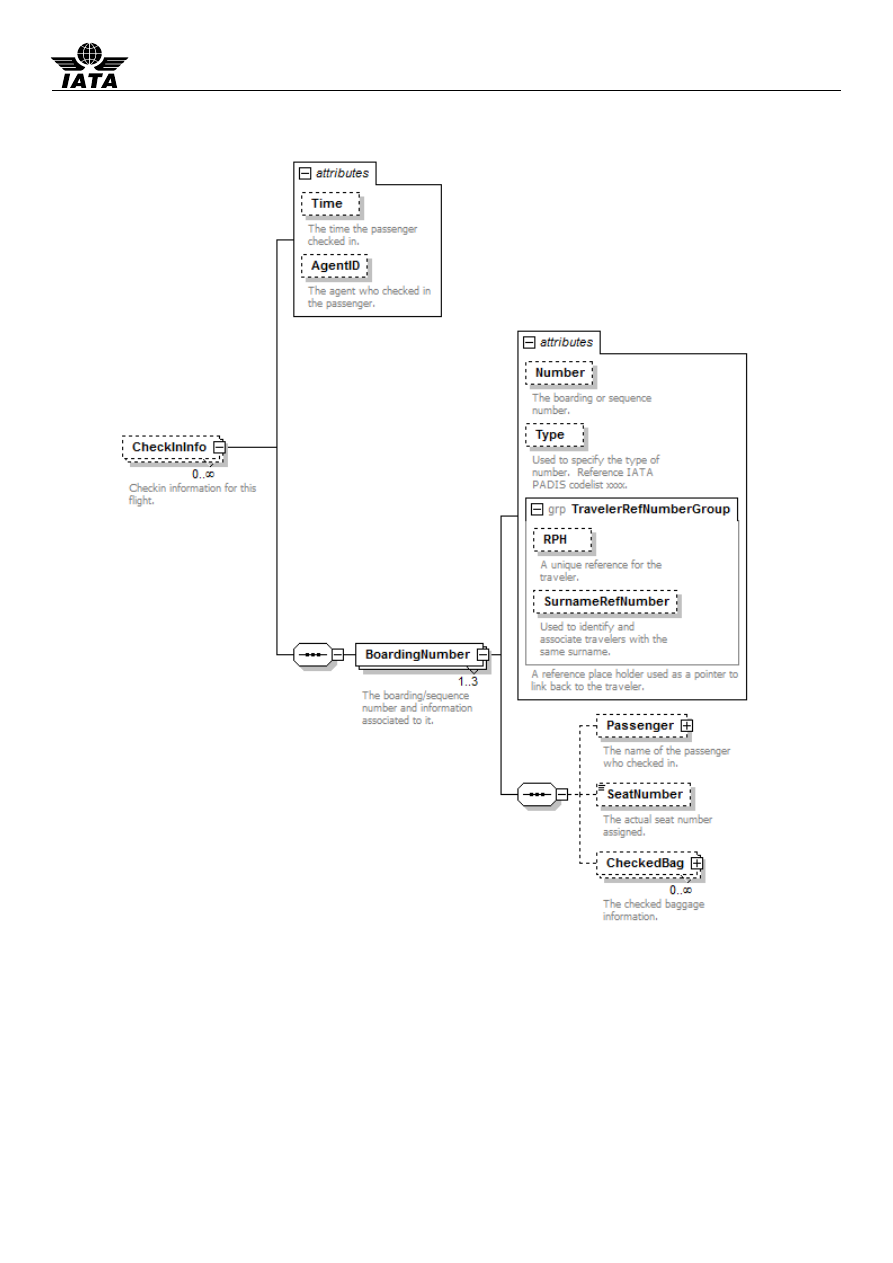 IATA
attributes
Time
The time the passenger
checked in.
AgentID
The agent who checked in
the passenger.
attributes
Number
The boarding or sequence
number.
Type
Used to specify the type of
number. Reference IATA
PADIS codelist xxxx.
grp TravelerRefNumberGroup
RPH
A unique reference for the
traveler.
SurnameRefNumber
Used to identify and
associate travelers with the
same surname.
A reference place holder used as a pointer to
link back to the traveler.
CheckInInfo
0..∞
Checkin information for this
flight.
BoardingNumber
1..3
The boarding/sequence
number and information
associated to it.
Passenger
The name of the passenger
who checked in.
SeatNumber
The actual seat number
assigned.
CheckedBag
0..∞
The checked baggage
information.